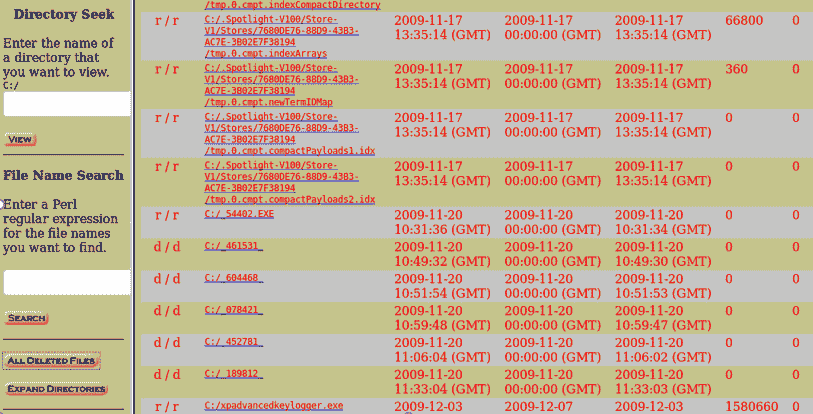 Directory Seek
Enter the name of
a directory that
you want to view.
C:/
VIEW
File Name Search
Enter a Perl
regular expression
for the file names
you want to find.
SEARCH
ALL DELETED FILES
EXPAND DIRECTORIES
/tmp.0.cmpt.indexCompactDirectory
r / r C:/.Spotlight-V100/Store- 2009-11-17 2009-11-17 2009-11-17 66800 0
V1/Stores/7680DE76-88D9-43B3- 13:35:14 (GMT) 00:00:00 (GMT) 13:35:14 (GMT)
AC7E-3B02E7F38194
/tmp.0.cmpt.indexArrays
r / r C:/.Spotlight-V100/Store- 2009-11-17 2009-11-17 2009-11-17 360 0
V1/Stores/7680DE76-88D9-43B3- 13:35:14 (GMT) 00:00:00 (GMT) 13:35:14 (GMT)
AC7E-3B02E7F38194
/tmp.0.cmpt.newTermIDMap
r / r C:/.Spotlight-V100/Store- 2009-11-17 2009-11-17 2009-11-17 0 0
V1/Stores/7680DE76-88D9-43B3- 13:35:14 (GMT) 00:00:00 (GMT) 13:35:14 (GMT)
AC7E-3B02E7F38194
/tmp.0.cmpt.compactPayloads1.idx
r / r C:/.Spotlight-V100/Store- 2009-11-17 2009-11-17 2009-11-17 0 0
V1/Stores/7680DE76-88D9-43B3- 13:35:14 (GMT) 00:00:00 (GMT) 13:35:14 (GMT)
AC7E-3B02E7F38194
/tmp.0.cmpt.compactPayloads2.idx
r / r C:/_54402.EXE 2009-11-20 2009-11-20 2009-11-20 0 0
10:31:36 (GMT) 00:00:00 (GMT) 10:31:34 (GMT)
d / d C:/_461531_ 2009-11-20 2009-11-20 2009-11-20 0 0
10:49:32 (GMT) 00:00:00 (GMT) 10:49:30 (GMT)
d / d C:/_604468_ 2009-11-20 2009-11-20 2009-11-20 0 0
10:51:54 (GMT) 00:00:00 (GMT) 10:51:53 (GMT)
d / d C:/_078421_ 2009-11-20 2009-11-20 2009-11-20 0 0
10:59:48 (GMT) 00:00:00 (GMT) 10:59:47 (GMT)
d / d C:/_452781_ 2009-11-20 2009-11-20 2009-11-20 0 0
11:06:04 (GMT) 00:00:00 (GMT) 11:06:02 (GMT)
d / d C:/_189812_ 2009-11-20 2009-11-20 2009-11-20 0 0
11:33:04 (GMT) 00:00:00 (GMT) 11:33:03 (GMT)
r / r C:/xpadvancedkeylogger.exe 2009-12-03 2009-12-07 2009-12-03 1580660 0